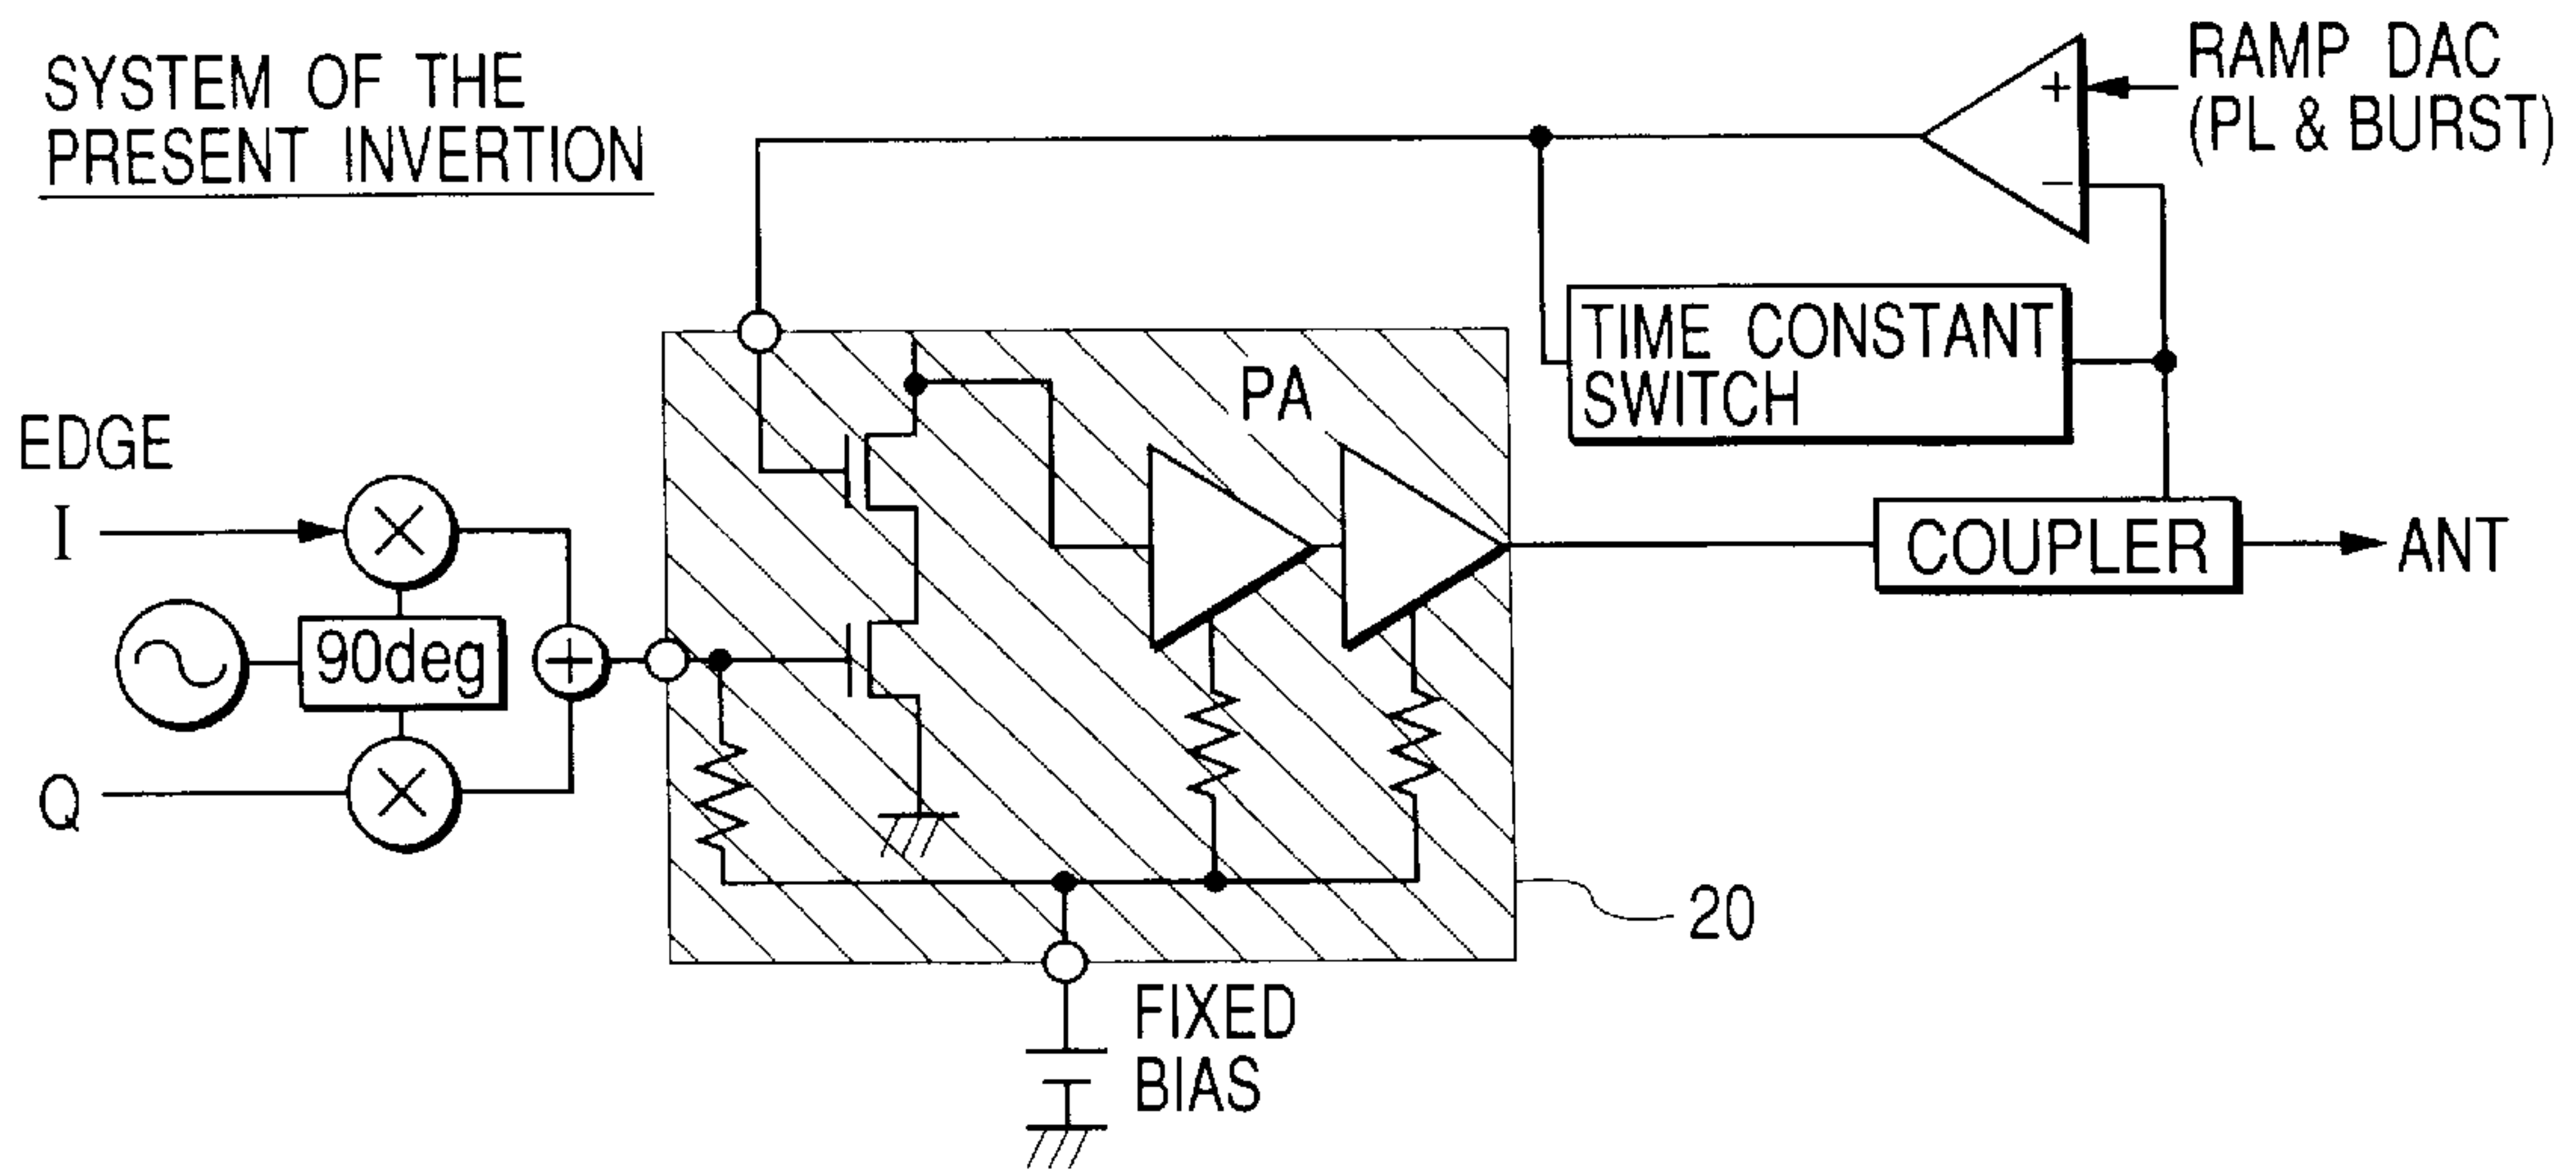 SYSTEM OF THE
PRESENT INVERTION
RAMP DAC
(PL & BURST)
+
−
TIME CONSTANT
SWITCH
PA
EDGE
I
COUPLER
ANT
90deg
Q
20
FIXED
BIAS